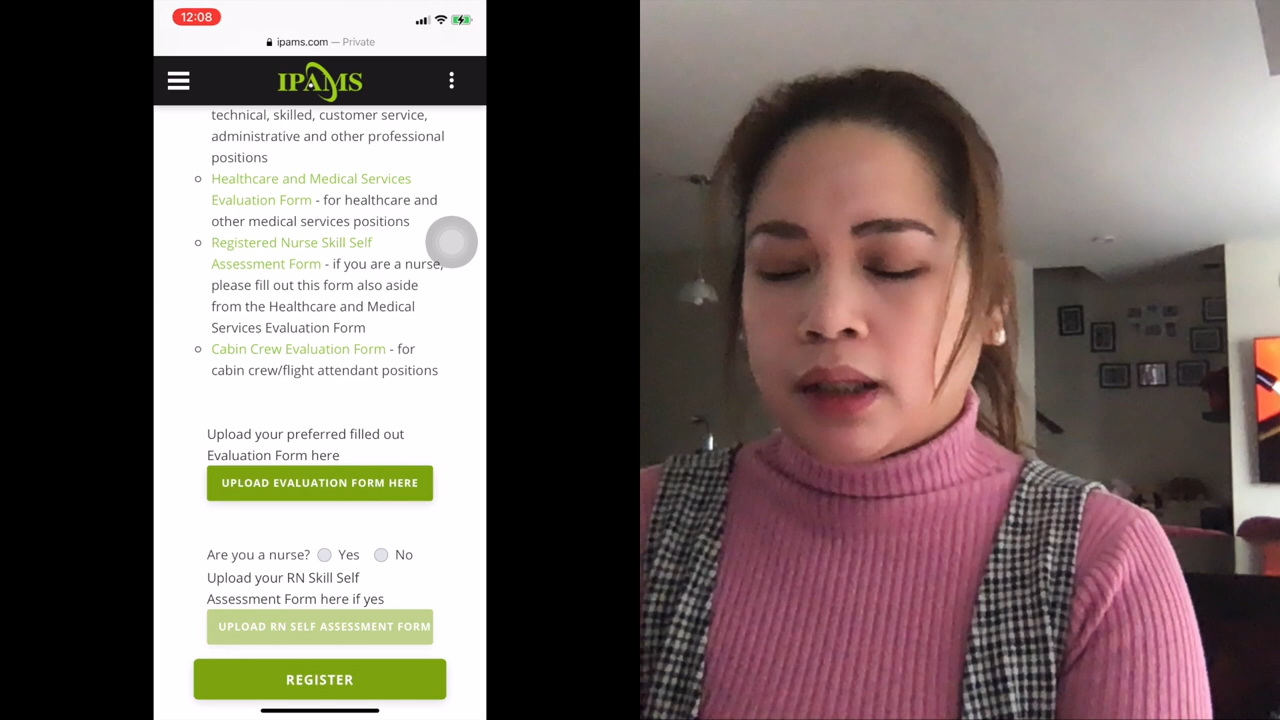 12:08
ipams.com — Private
IPAMS
technical, skilled, customer service,
administrative and other professional
positions
Healthcare and Medical Services
Evaluation Form - for healthcare and
other medical services positions
Registered Nurse Skill Self
Assessment Form - if you are a nurse,
please fill out this form also aside
from the Healthcare and Medical
Services Evaluation Form
Cabin Crew Evaluation Form - for
cabin crew/flight attendant positions
Upload your preferred filled out
Evaluation Form here
UPLOAD EVALUATION FORM HERE
Are you a nurse? Yes No
Upload your RN Skill Self
Assessment Form here if yes
UPLOAD RN SELF ASSESSMENT FORM
REGISTER